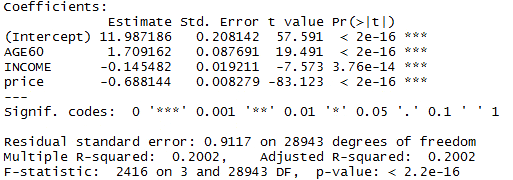 Coefficients:
Estimate Std. Error t value Pr(>|t|)
(Intercept) 11.987186 0.208142 57.591 < 2e-16 ***
AGE60 1.709162 0.087691 19.491 < 2e-16 ***
INCOME -0.145482 0.019211 -7.573 3.76e-14 ***
price -0.688144 0.008279 -83.123 < 2e-16 ***
---
Signif. codes: 0 '***' 0.001 '**' 0.01 '*' 0.05 '.' 0.1 ' ' 1
Residual standard error: 0.9117 on 28943 degrees of freedom
Multiple R-squared: 0.2002, Adjusted R-squared: 0.2002
F-statistic: 2416 on 3 and 28943 DF, p-value: < 2.2e-16